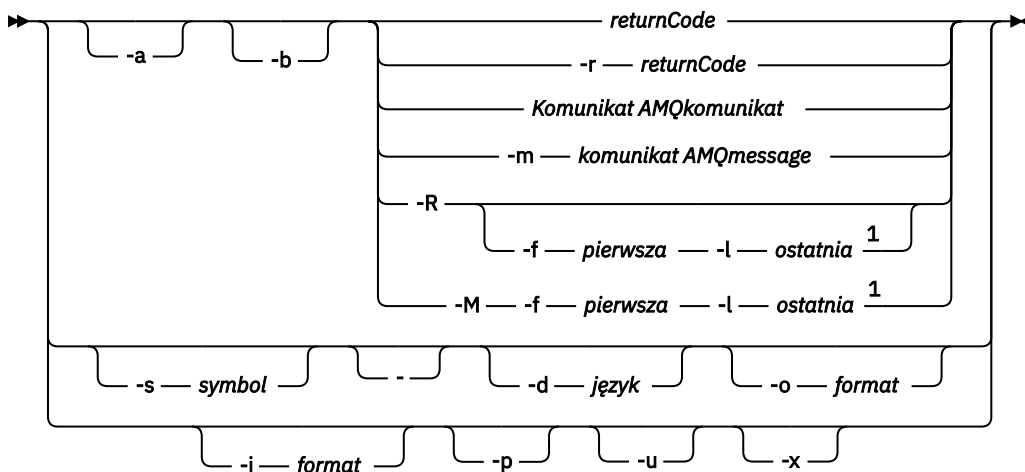 returnCode
-a -b
-r returnCode
Komunikat AMQkomunikat
-m komunikat AMQmessage
-R
-f pierwsza -l ostatnia 1
-M -f pierwsza -l ostatnia 1
-s symbol - -d język -o format
-i format -p -u -x